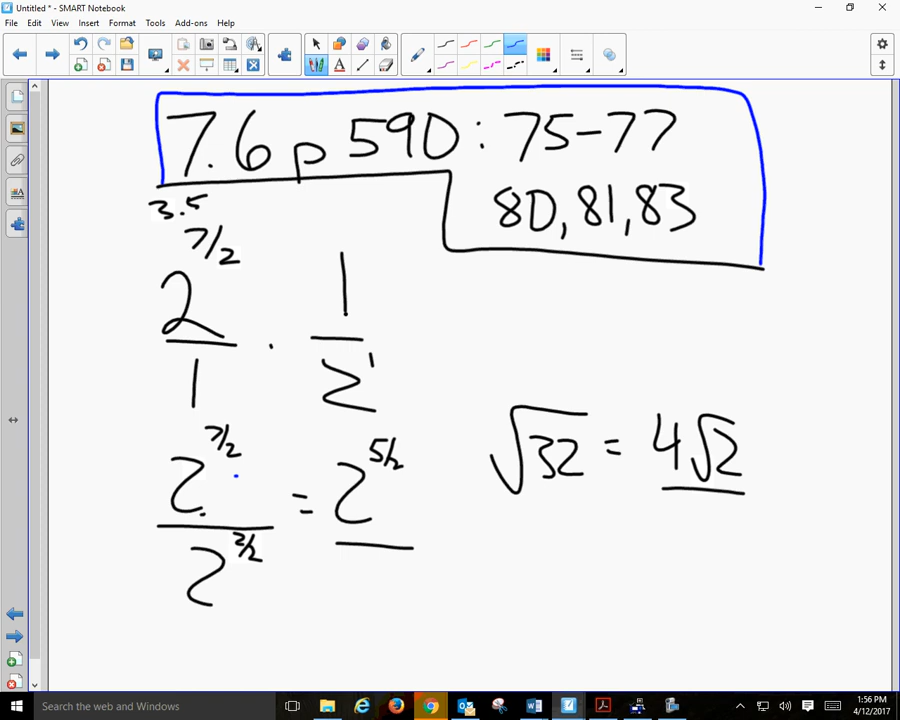 Untitled * - SMART Notebook
File Edit View Insert Format Tools Add-ons Help
7.6 p 590 : 75-77
80, 81, 83
3.5
2^7/2 / 1 · 1 / 2^1
2^7/2 / 2^2/2 = 2^5/2
√32 = 4√2
Search the web and Windows
1:56 PM
4/12/2017